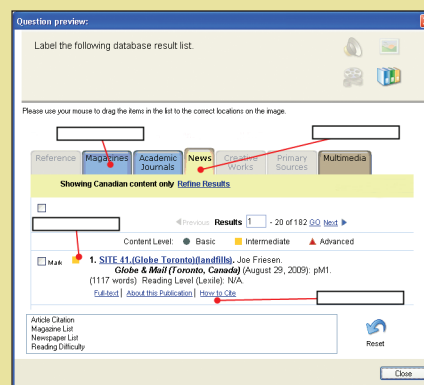 Question preview:
Label the following database result list.
Please use your mouse to drag the items in the list to the correct locations on the image.
Reference Magazines Academic Journals News Creative Works Primary Sources Multimedia
Showing Canadian content only Refine Results
Previous Results 1 - 20 of 182 GO Next
Content Level: Basic Intermediate Advanced
Mark 1. SITE 41.(Globe Toronto)(landfills). Joe Friesen.
Globe & Mail (Toronto, Canada) (August 29, 2009): pM1.
(1117 words) Reading Level (Lexile): N/A.
Full-text | About this Publication | How to Cite
Article Citation
Magazine List
Newspaper List
Reading Difficulty
Reset
Close